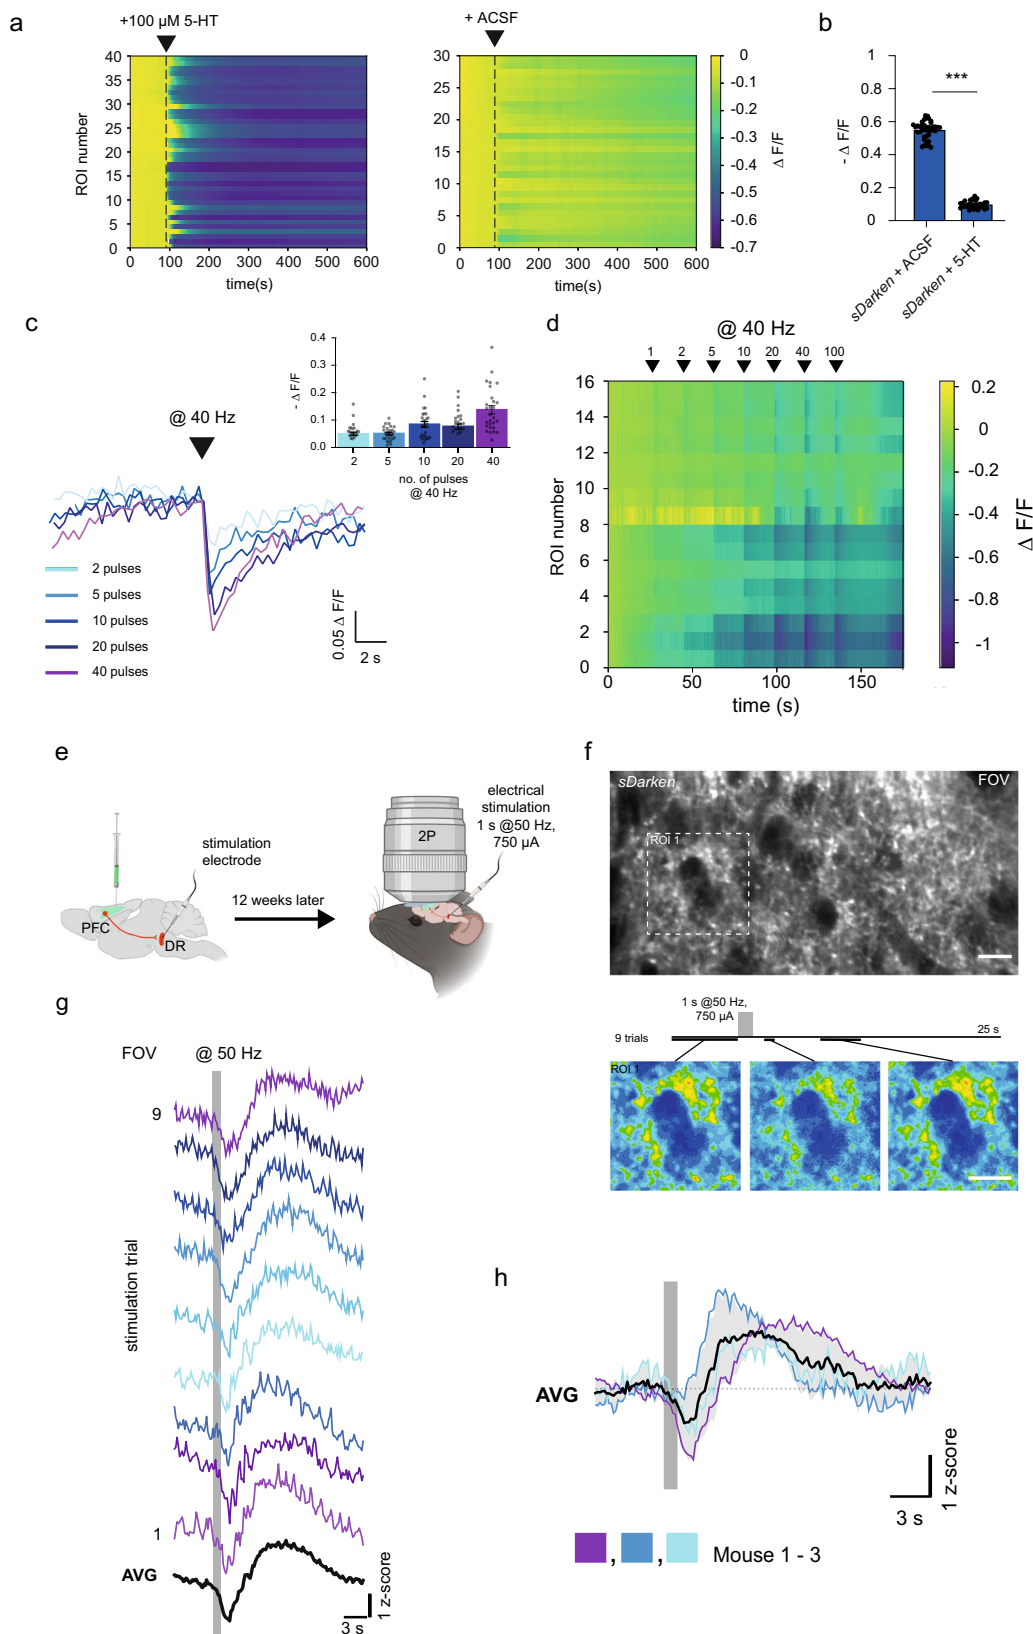 a
+100 µM 5-HT
+ ACSF
ROI number
40
35
30
25
20
15
10
5
0
0 100 200 300 400 500 600
time(s)
30
25
20
15
10
5
0
0 100 200 300 400 500 600
time(s)
0
-0.1
-0.2
-0.3
-0.4
-0.5
-0.6
-0.7
Δ F/F
b
- Δ F/F
1
0.8
0.6
0.4
0.2
0
***
sDarken + ACSF
sDarken + 5-HT
c
@ 40 Hz
- Δ F/F
0.4
0.3
0.2
0.1
0.0
2 5 10 20 40
no. of pulses
@ 40 Hz
2 pulses
5 pulses
10 pulses
20 pulses
40 pulses
0.05 Δ F/F
2 s
d
@ 40 Hz
1 2 5 10 20 40 100
ROI number
16
14
12
10
8
6
4
2
0
0 50 100 150
time (s)
0.2
0
-0.2
-0.4
-0.6
-0.8
-1
Δ F/F
e
stimulation
electrode
PFC
DR
12 weeks later
2P
electrical
stimulation
1 s @50 Hz,
750 µA
f
sDarken
FOV
ROI 1
1 s @50 Hz,
750 µA
9 trials
25 s
ROI 1
g
FOV
@ 50 Hz
9
stimulation trial
1
AVG
1 z-score
3 s
h
AVG
1 z-score
3 s
, , Mouse 1 - 3